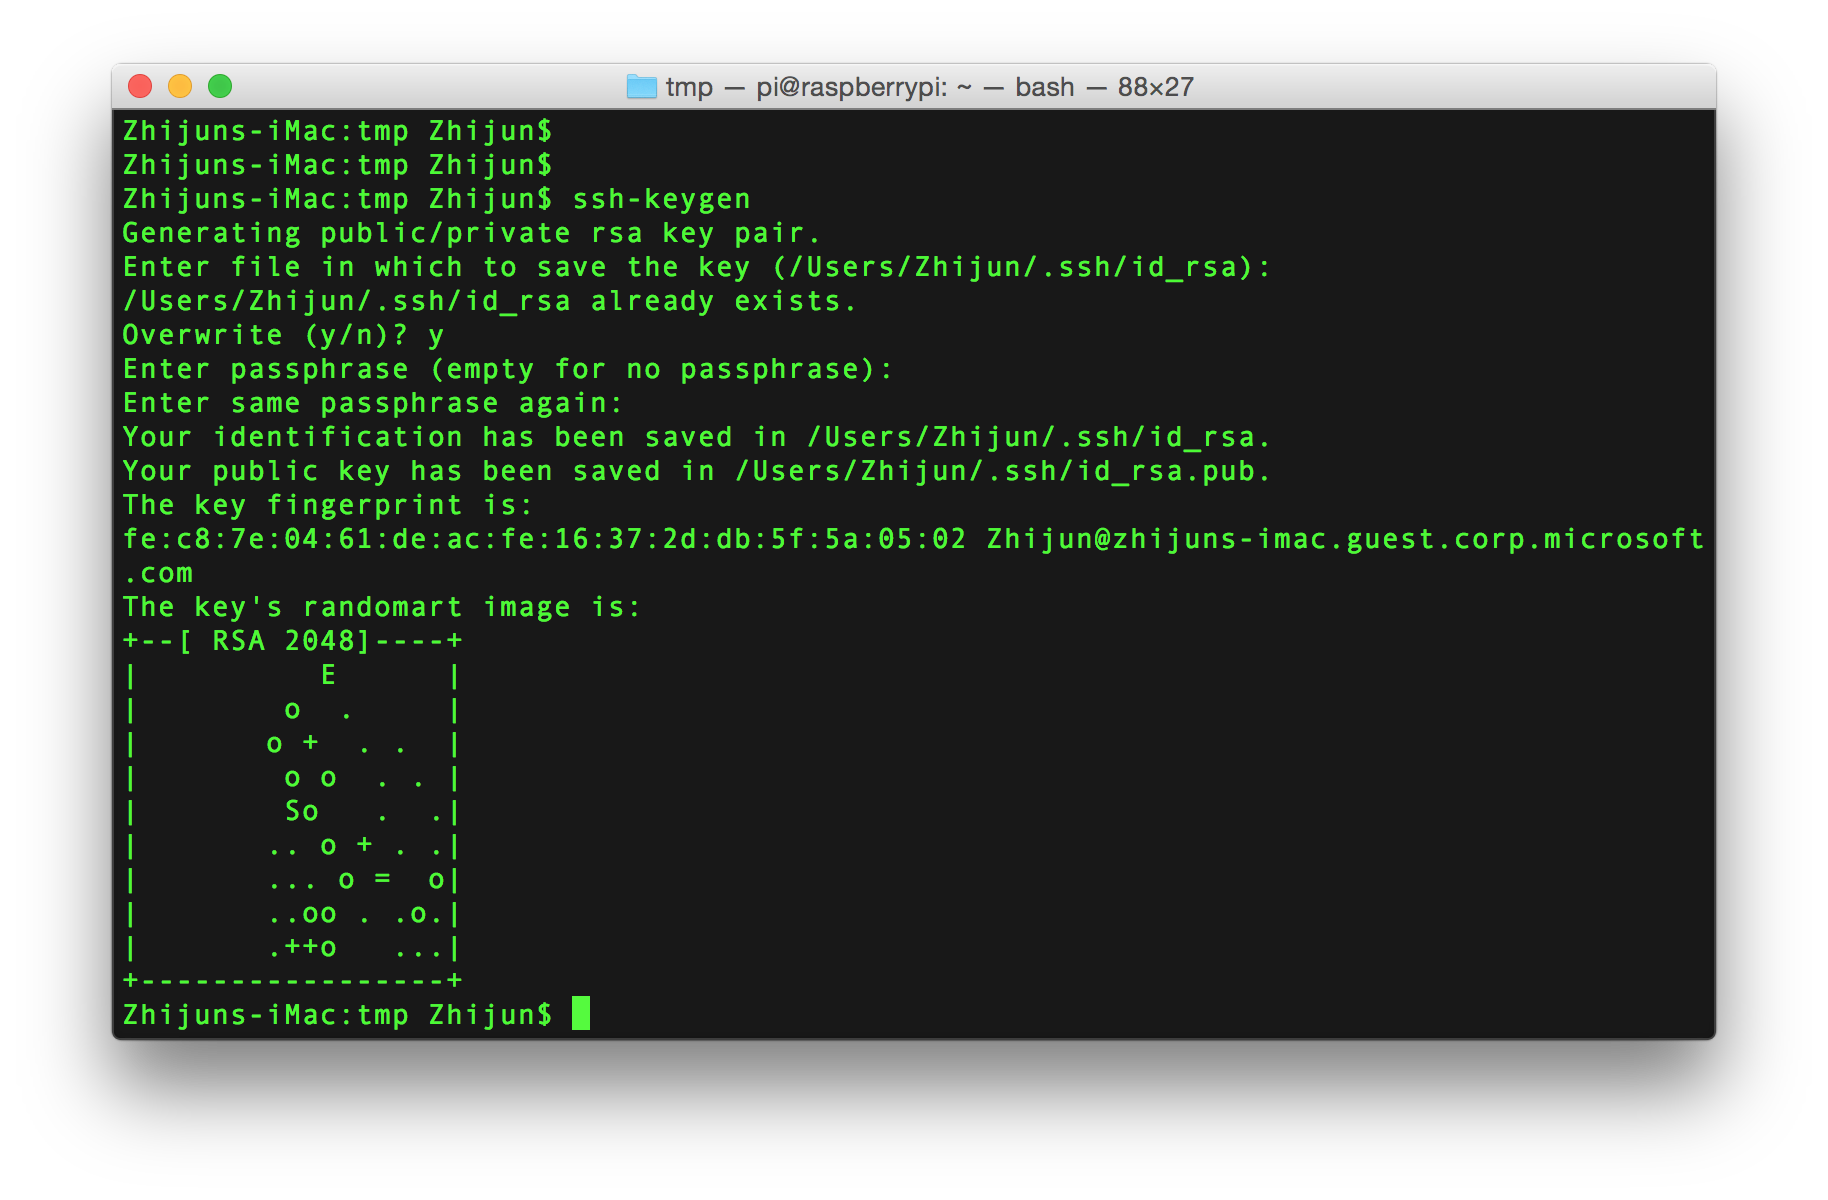 tmp — pi@raspberrypi: ~ — bash — 88×27
Zhijuns-iMac:tmp Zhijun$
Zhijuns-iMac:tmp Zhijun$
Zhijuns-iMac:tmp Zhijun$ ssh-keygen
Generating public/private rsa key pair.
Enter file in which to save the key (/Users/Zhijun/.ssh/id_rsa):
/Users/Zhijun/.ssh/id_rsa already exists.
Overwrite (y/n)? y
Enter passphrase (empty for no passphrase):
Enter same passphrase again:
Your identification has been saved in /Users/Zhijun/.ssh/id_rsa.
Your public key has been saved in /Users/Zhijun/.ssh/id_rsa.pub.
The key fingerprint is:
fe:c8:7e:04:61:de:ac:fe:16:37:2d:db:5f:5a:05:02 Zhijun@zhijuns-imac.guest.corp.microsoft
.com
The key's randomart image is:
+--[ RSA 2048]----+
|          E      |
|        o  .     |
|       o +  . .  |
|        o o  . . |
|        So   .  .|
|       .. o + . .|
|       ... o =  o|
|       ..oo . .o.|
|       .++o   ...|
+-----------------+
Zhijuns-iMac:tmp Zhijun$